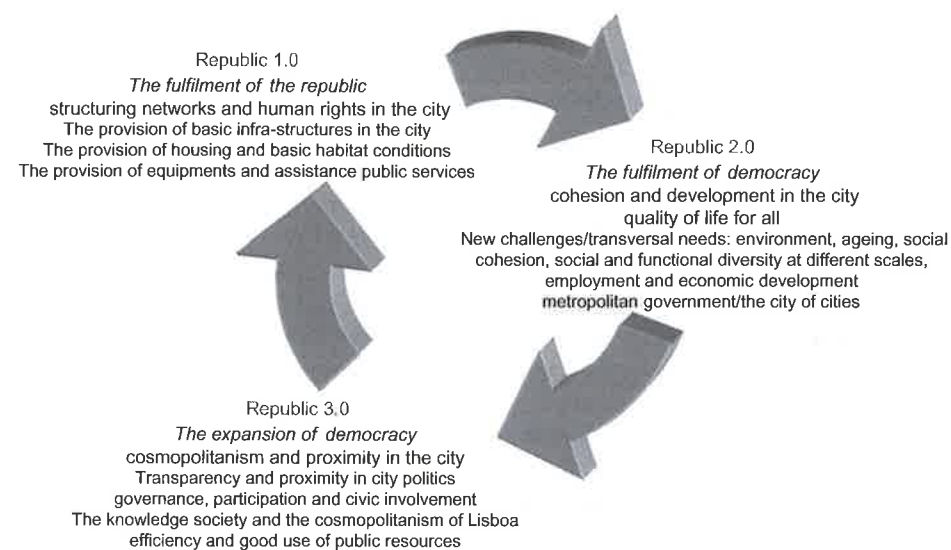 Republic 1.0
The fulfilment of the republic
structuring networks and human rights in the city
The provision of basic infra-structures in the city
The provision of housing and basic habitat conditions
The provision of equipments and assistance public services
Republic 2.0
The fulfilment of democracy
cohesion and development in the city
quality of life for all
New challenges/transversal needs: environment, ageing, social
cohesion, social and functional diversity at different scales,
employment and economic development
metropolitan government/the city of cities
Republic 3.0
The expansion of democracy
cosmopolitanism and proximity in the city
Transparency and proximity in city politics
governance, participation and civic involvement
The knowledge society and the cosmopolitanism of Lisboa
efficiency and good use of public resources